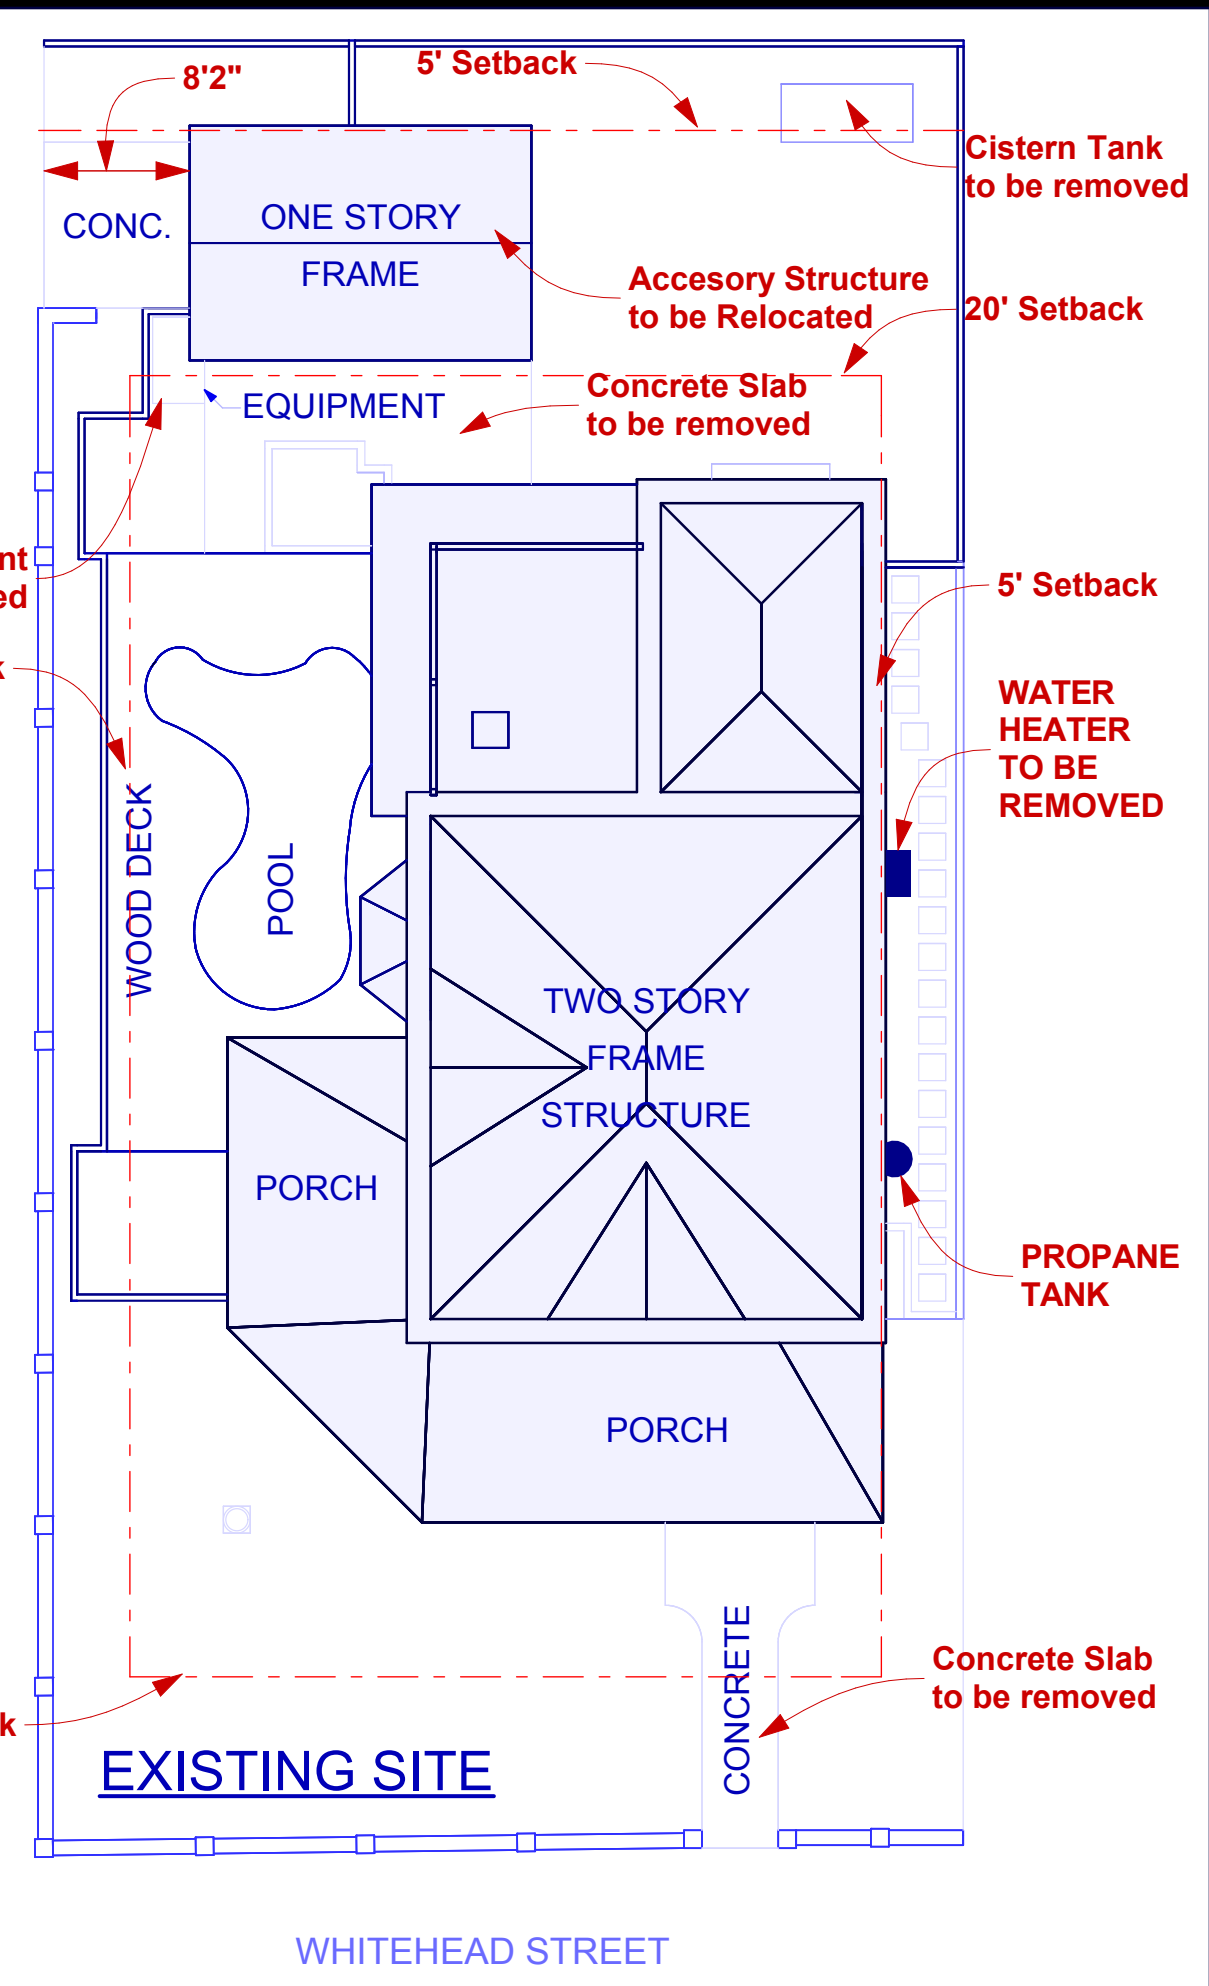 8'2"
5' Setback
Cistern Tank
to be removed
CONC.
ONE STORY
FRAME
Accesory Structure
to be Relocated
20' Setback
Concrete Slab
to be removed
EQUIPMENT
5' Setback
WATER
HEATER
TO BE
REMOVED
WOOD DECK
POOL
TWO STORY
FRAME
STRUCTURE
PORCH
PROPANE
TANK
PORCH
CONCRETE
Concrete Slab
to be removed
EXISTING SITE
WHITEHEAD STREET